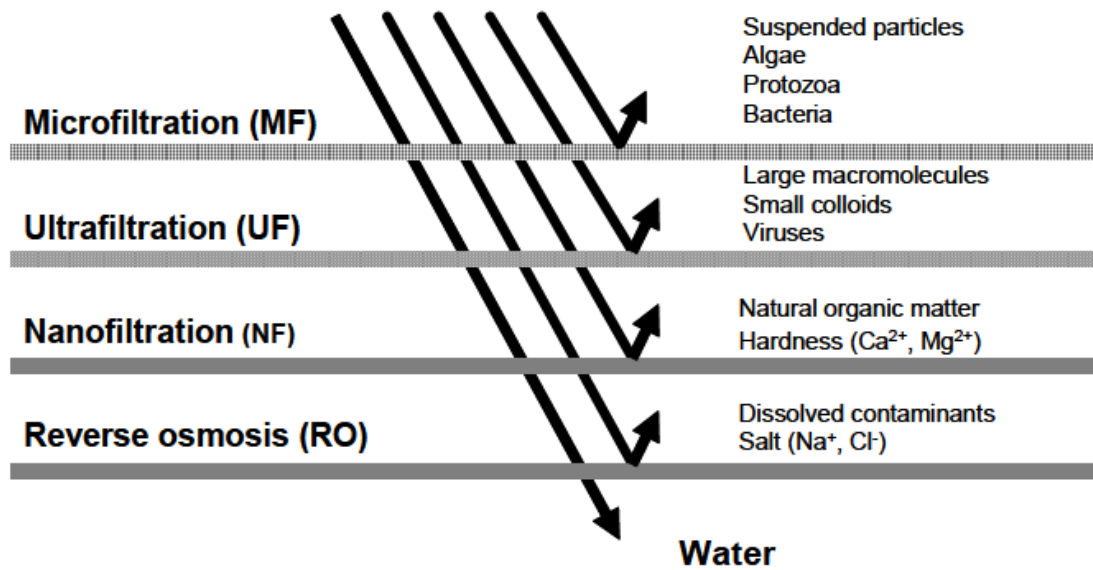 Suspended particles
Algae
Protozoa
Bacteria
Microfiltration (MF)
Large macromolecules
Small colloids
Viruses
Ultrafiltration (UF)
Natural organic matter
Hardness (Ca²⁺, Mg²⁺)
Nanofiltration (NF)
Dissolved contaminants
Salt (Na⁺, Cl⁻)
Reverse osmosis (RO)
Water